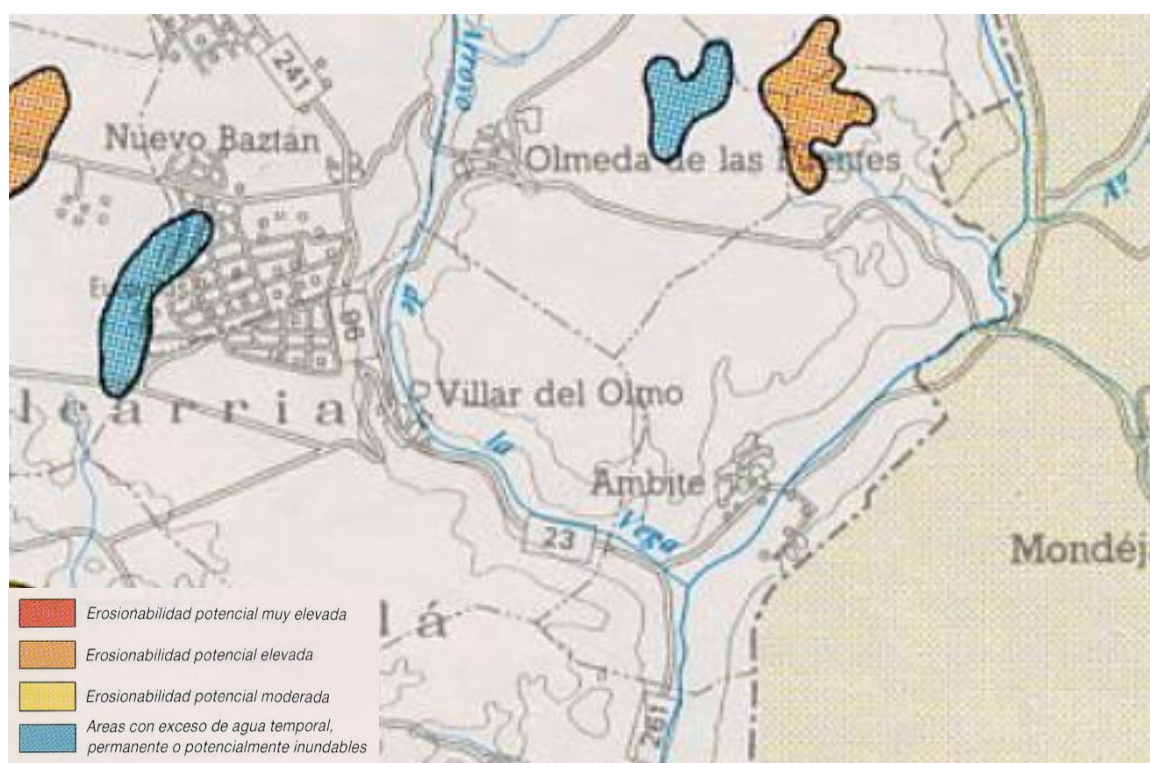 241
Arroyo
Nuevo Baztán
Olmeda de las Fuentes
Aº
de
96
Villar del Olmo
lcarria
la
Ambite
Vega
23
Mondéj
lá
261
Erosionabilidad potencial muy elevada
Erosionabilidad potencial elevada
Erosionabilidad potencial moderada
Areas con exceso de agua temporal,
permanente o potencialmente inundables